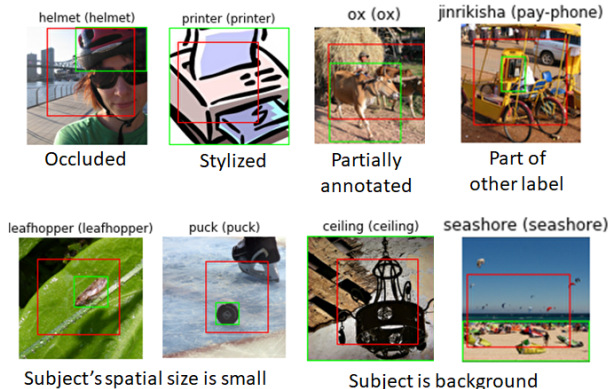 helmet (helmet)
printer (printer)
ox (ox)
jinrikisha (pay-phone)
Occluded
Stylized
Partially
annotated
Part of
other label
leafhopper (leafhopper)
puck (puck)
ceiling (ceiling)
seashore (seashore)
Subject's spatial size is small
Subject is background